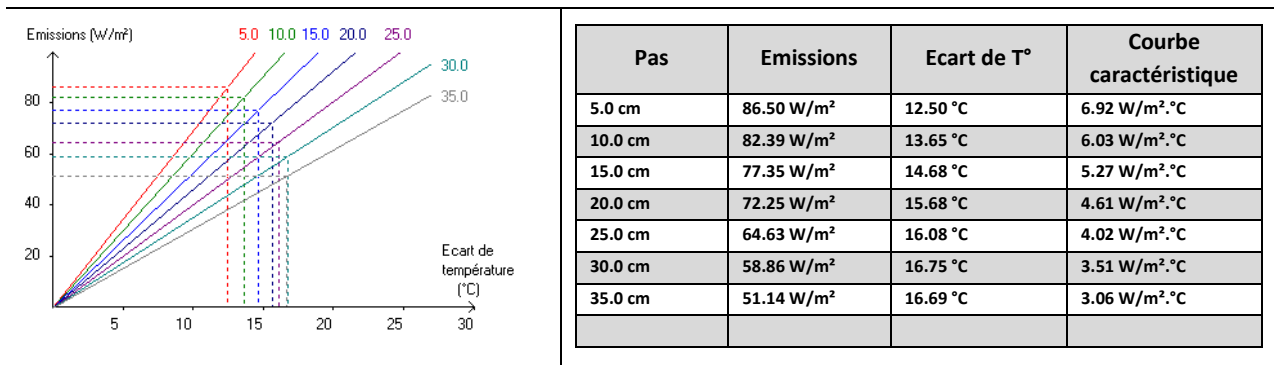 Emissions (W/m²)
5.0 10.0 15.0 20.0 25.0
30.0
35.0
80
60
40
20
Ecart de
température
(°C)
5 10 15 20 25 30
Pas Emissions Ecart de T° Courbe
caractéristique
5.0 cm 86.50 W/m² 12.50 °C 6.92 W/m².°C
10.0 cm 82.39 W/m² 13.65 °C 6.03 W/m².°C
15.0 cm 77.35 W/m² 14.68 °C 5.27 W/m².°C
20.0 cm 72.25 W/m² 15.68 °C 4.61 W/m².°C
25.0 cm 64.63 W/m² 16.08 °C 4.02 W/m².°C
30.0 cm 58.86 W/m² 16.75 °C 3.51 W/m².°C
35.0 cm 51.14 W/m² 16.69 °C 3.06 W/m².°C